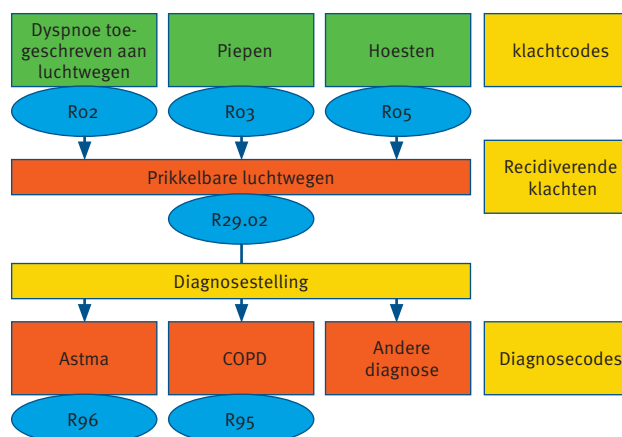 Dyspnoe toe-
geschreven aan
luchtwegen
Piepen
Hoesten
klachtcodes
R02
R03
R05
Prikkelbare luchtwegen
Recidiverende
klachten
R29.02
Diagnosestelling
Astma
COPD
Andere
diagnose
Diagnosecodes
R96
R95